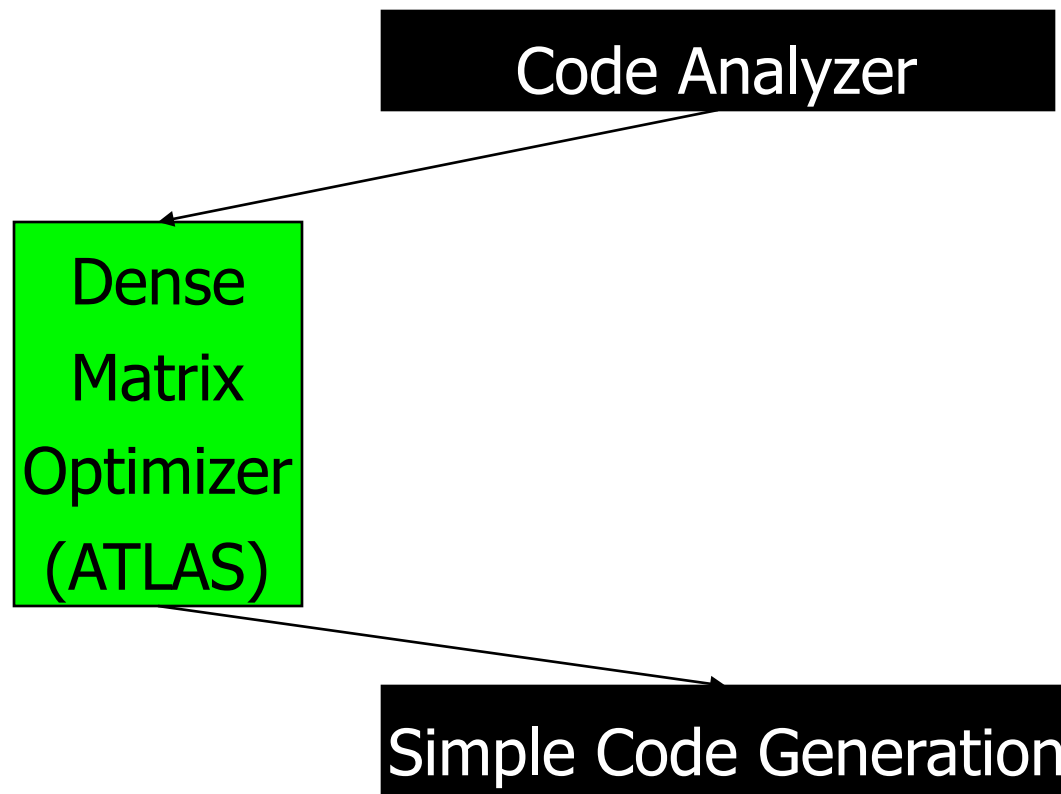 Code Analyzer
Dense
Matrix
Optimizer
(ATLAS)
Simple Code Generation